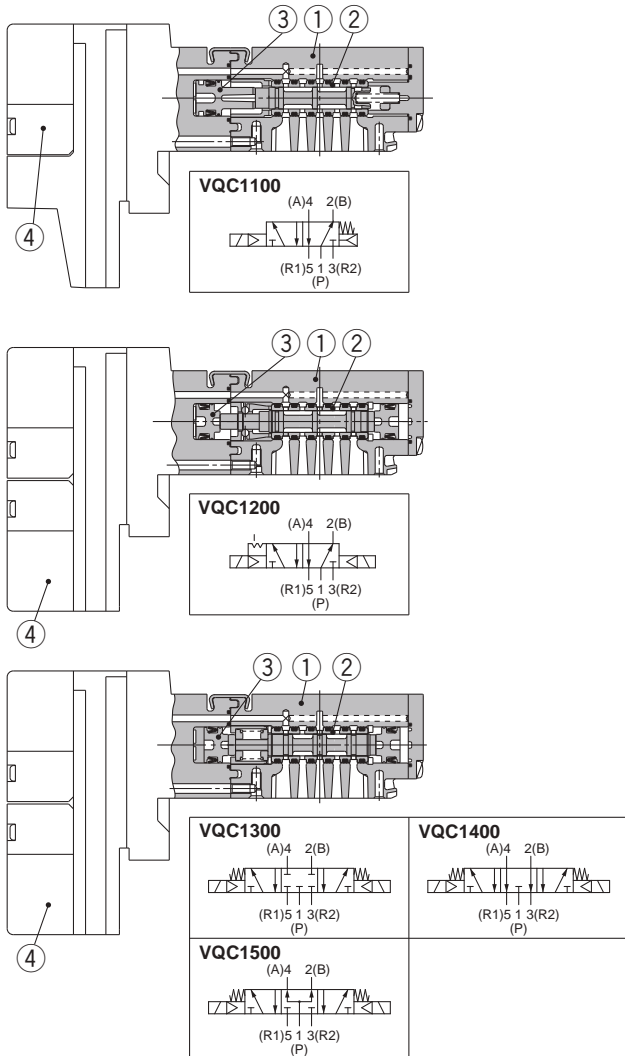 ③ ① ②
④
VQC1100
(A)4 2(B)
(R1)5 1 3(R2)
(P)
③ ① ②
④
VQC1200
(A)4 2(B)
(R1)5 1 3(R2)
(P)
③ ① ②
④
VQC1300
(A)4 2(B)
(R1)5 1 3(R2)
(P)
VQC1400
(A)4 2(B)
(R1)5 1 3(R2)
(P)
VQC1500
(A)4 2(B)
(R1)5 1 3(R2)
(P)